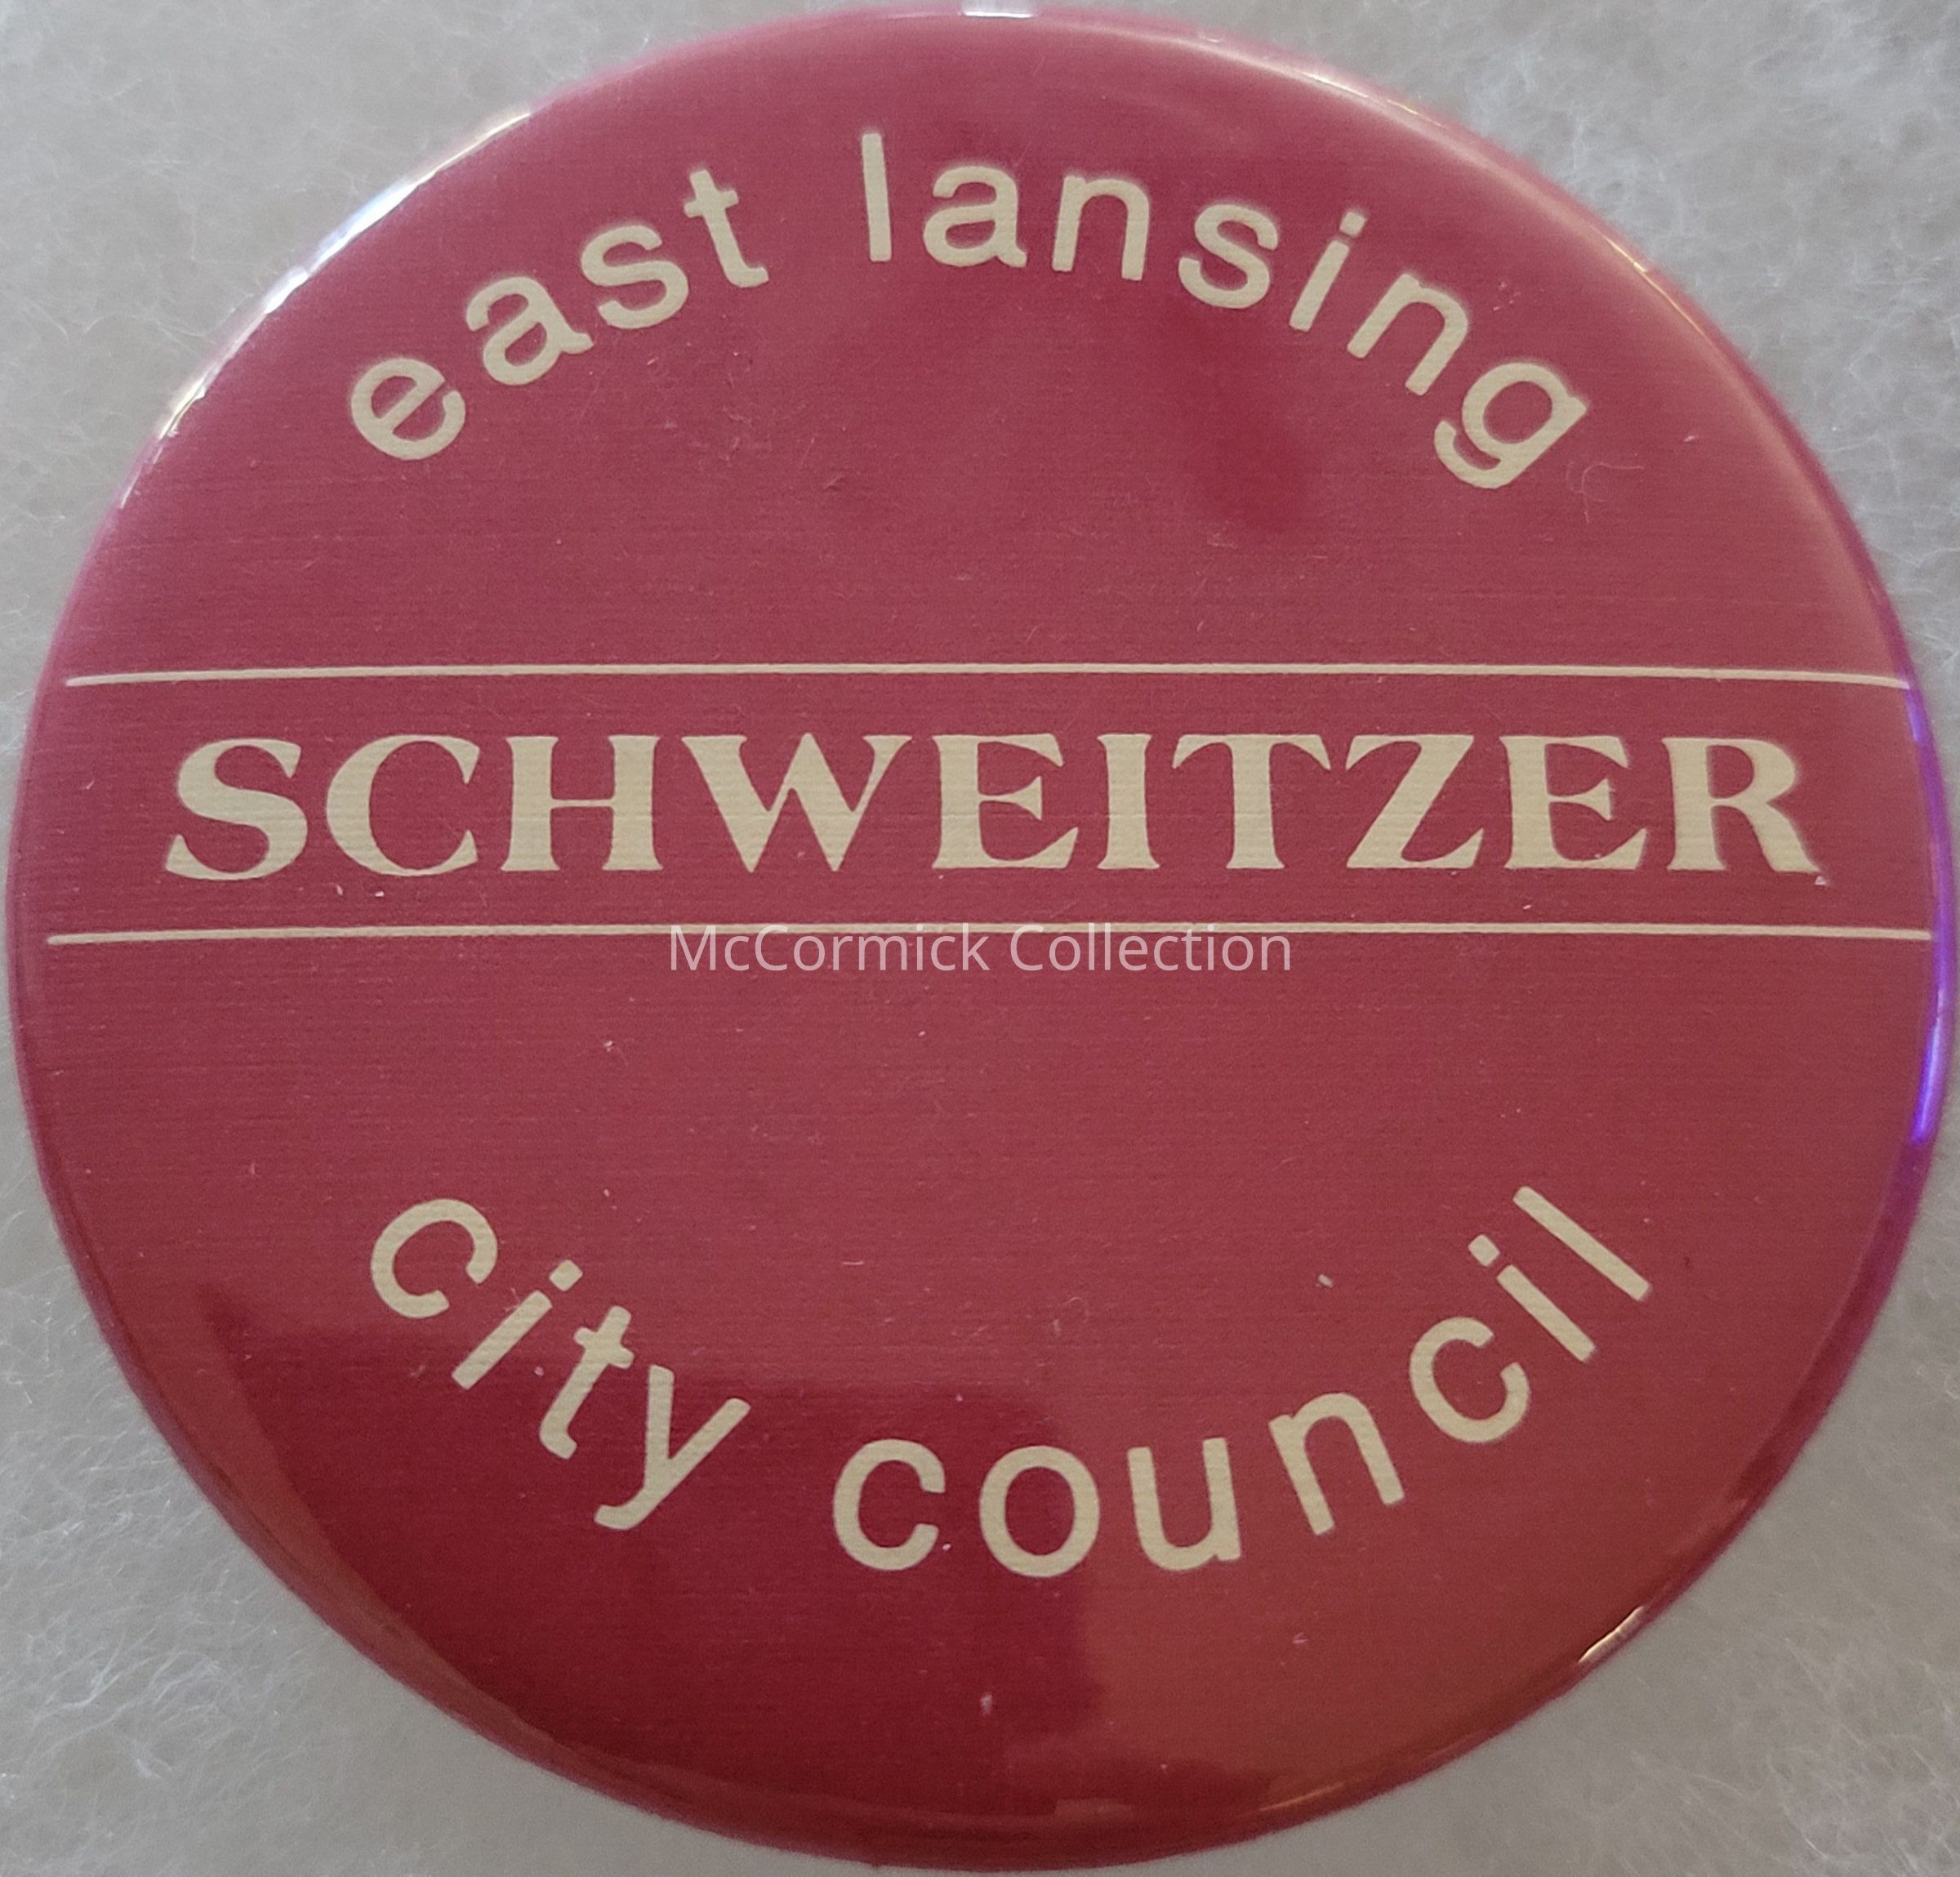 east lansing
SCHWEITZER
McCormick Collection
city council